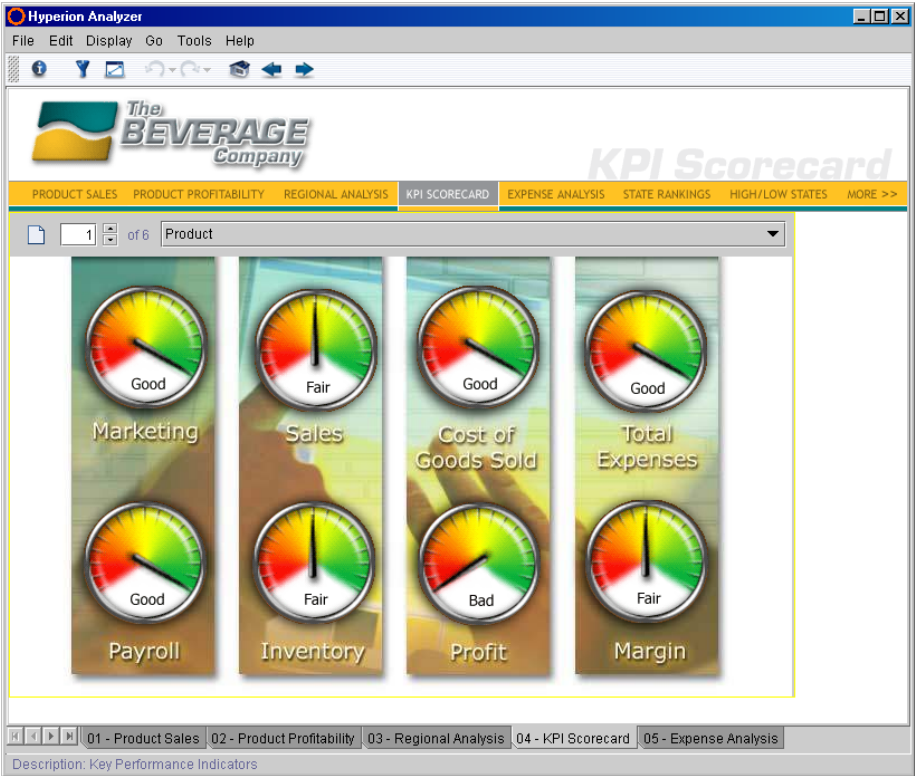 Hyperion Analyzer
File Edit Display Go Tools Help
The
BEVERAGE
Company
KPI Scorecard
PRODUCT SALES PRODUCT PROFITABILITY REGIONAL ANALYSIS KPI SCORECARD EXPENSE ANALYSIS STATE RANKINGS HIGH/LOW STATES MORE >>
1 of 6 Product
Good Fair Good Good
Marketing Sales Cost of Goods Sold Total Expenses
Good Fair Bad Fair
Payroll Inventory Profit Margin
01 - Product Sales 02 - Product Profitability 03 - Regional Analysis 04 - KPI Scorecard 05 - Expense Analysis
Description: Key Performance Indicators